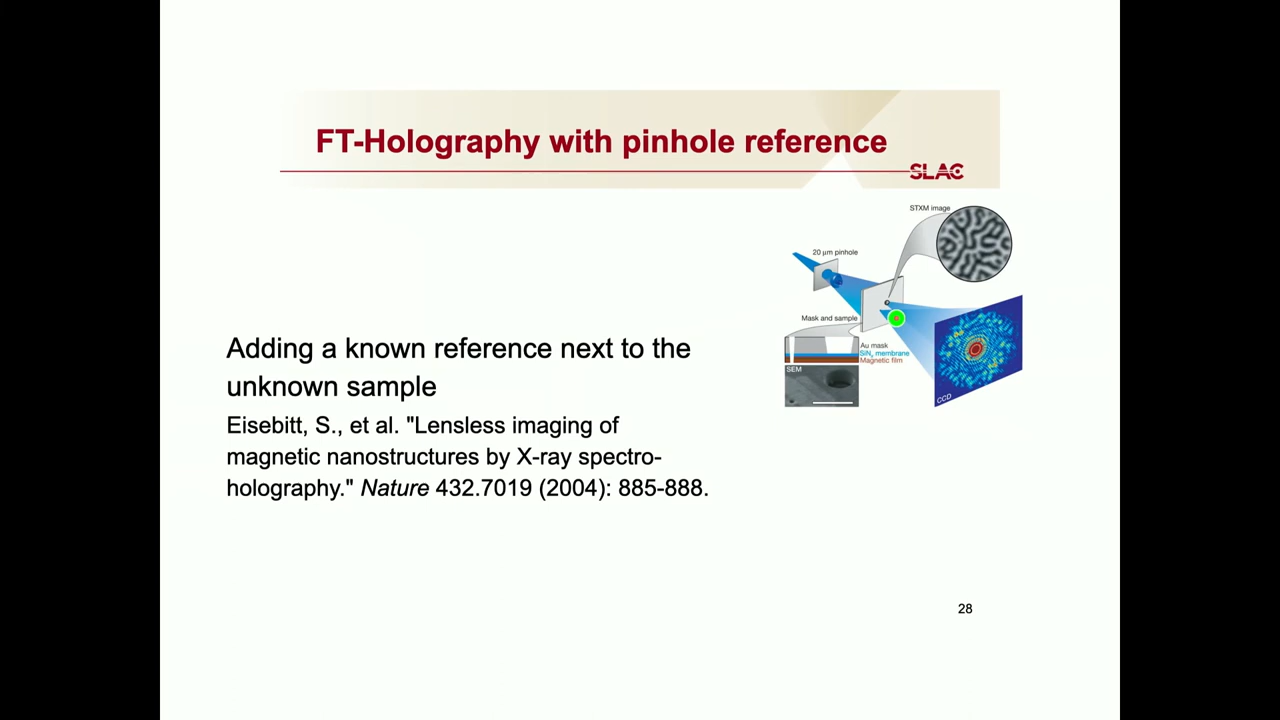 FT-Holography with pinhole reference
SLAC
STXM image
20 μm pinhole
Mask and sample
Au mask
SiNx membrane
Magnetic film
SEM
CCD
Adding a known reference next to the
unknown sample
Eisebitt, S., et al. "Lensless imaging of
magnetic nanostructures by X-ray spectro-
holography." Nature 432.7019 (2004): 885-888.
28